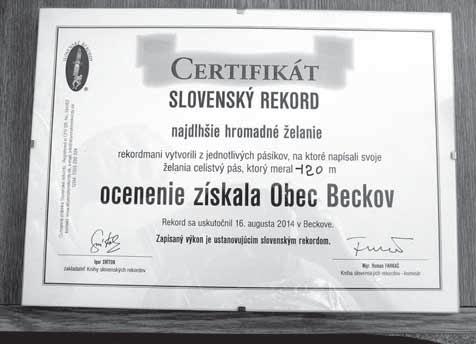 CERTIFIKÁT
SLOVENSKÝ REKORD
najdlhšie hromadné želanie
rekordmani vytvorili z jednotlivých pásikov, na ktoré napísali svoje
želania celistvý pás, ktorý meral 120 m
ocenenie získala Obec Beckov
Rekord sa uskutočnil 16. augusta 2014 v Beckove.
Zapísaný výkon je ustanovujúcim slovenským rekordom.
Igor SVÍTOK
zakladateľ Knihy slovenských rekordov
Mgr. Roman FARKAŠ
Kniha slovenských rekordov - komisár